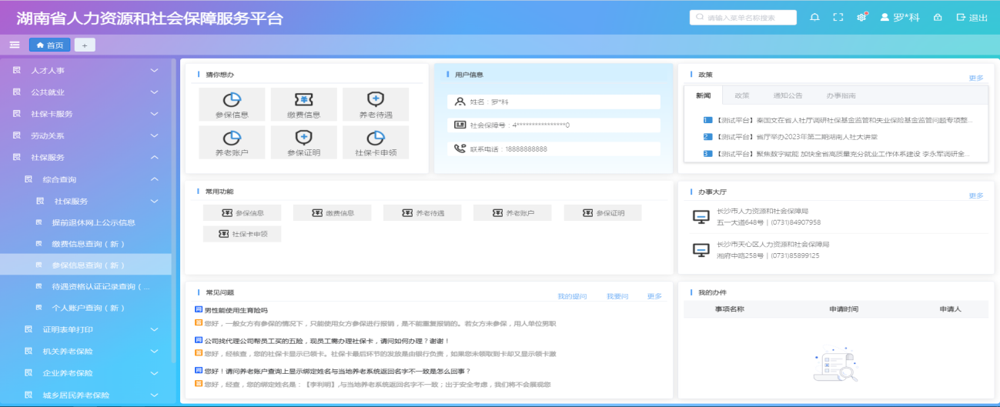 湖南省人力资源和社会保障服务平台
请输入菜单名称搜索
罗*科
退出
首页
+
人才人事
公共就业
社保卡服务
劳动关系
社保服务
综合查询
社保服务
提前退休网上公示信息
缴费信息查询（新）
参保信息查询（新）
待遇资格认证记录查询（...
个人账户查询（新）
证明表单打印
机关养老保险
企业养老保险
城乡居民养老保险
猜你想办
参保信息
缴费信息
养老待遇
养老账户
参保证明
社保卡申领
用户信息
姓名：罗*科
社会保障号：4****************0
联系电话：18888888888
政策
更多
新闻
政策
通知公告
办事指南
1 【测试平台】秦国文在省人社厅调研社保基金监管和失业保险基金监管问题专项整...
2 【测试平台】省厅举办2023年第二期湖南人社大讲堂
3 【测试平台】聚焦数字赋能 加快全省高质量充分就业工作体系建设 李永军调研全...
常用功能
参保信息
缴费信息
养老待遇
养老账户
参保证明
社保卡申领
办事大厅
更多
长沙市人力资源和社会保障局
五一大道648号 | (0731)84907958
长沙市天心区人力资源和社会保障局
湘府中路258号 | (0731)85899125
常见问题
我的提问
我要问
更多
问 男性能使用生育险吗
答 您好，一般女方有参保的情况下，只能使用女方参保进行报销，是不能重复报销的。若女方未参保，用人单位男职
问 公司找代理公司帮员工买的五险，现员工需办理社保卡，请问如何办理？谢谢！
答 您好，经核查，您的社保卡显示已领卡。社保卡最后环节的发放是由银行负责，如果您未领取到卡却又显示领卡激
问 您好！请问养老账户查询上显示绑定姓名与当地养老系统返回名字不一致是怎么回事？
答 您好，经查，您的绑定姓名是：【李利明】,与当地养老系统返回名字不一致；出于安全考虑，我们将不会展现您
我的办件
事项名称
申请时间
申请人